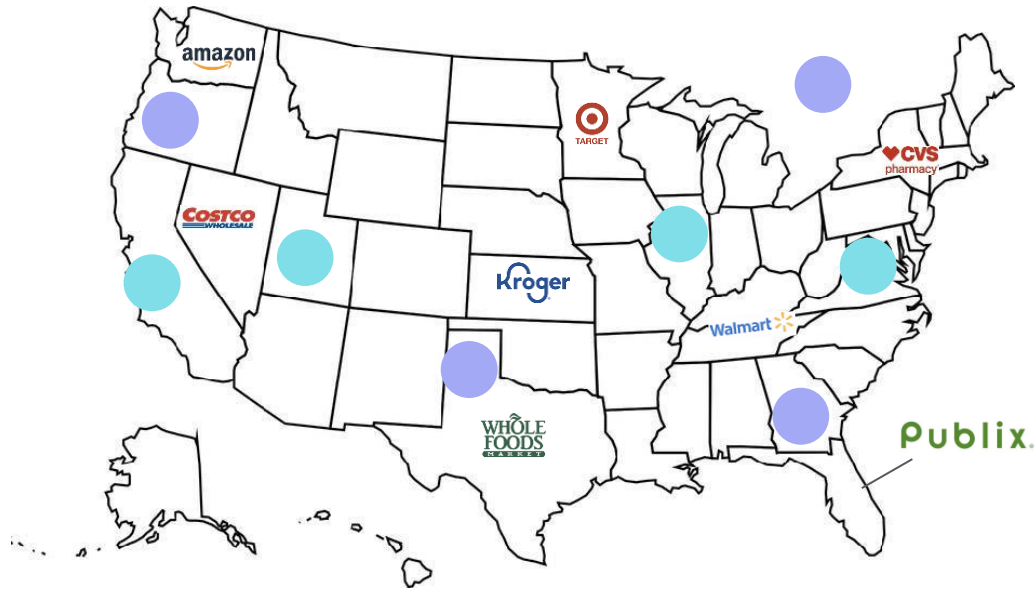 amazon
TARGET
CVS
pharmacy
COSTCO
WHOLESALE
Kroger
Walmart
WHOLE
FOODS
MARKET
Publix.